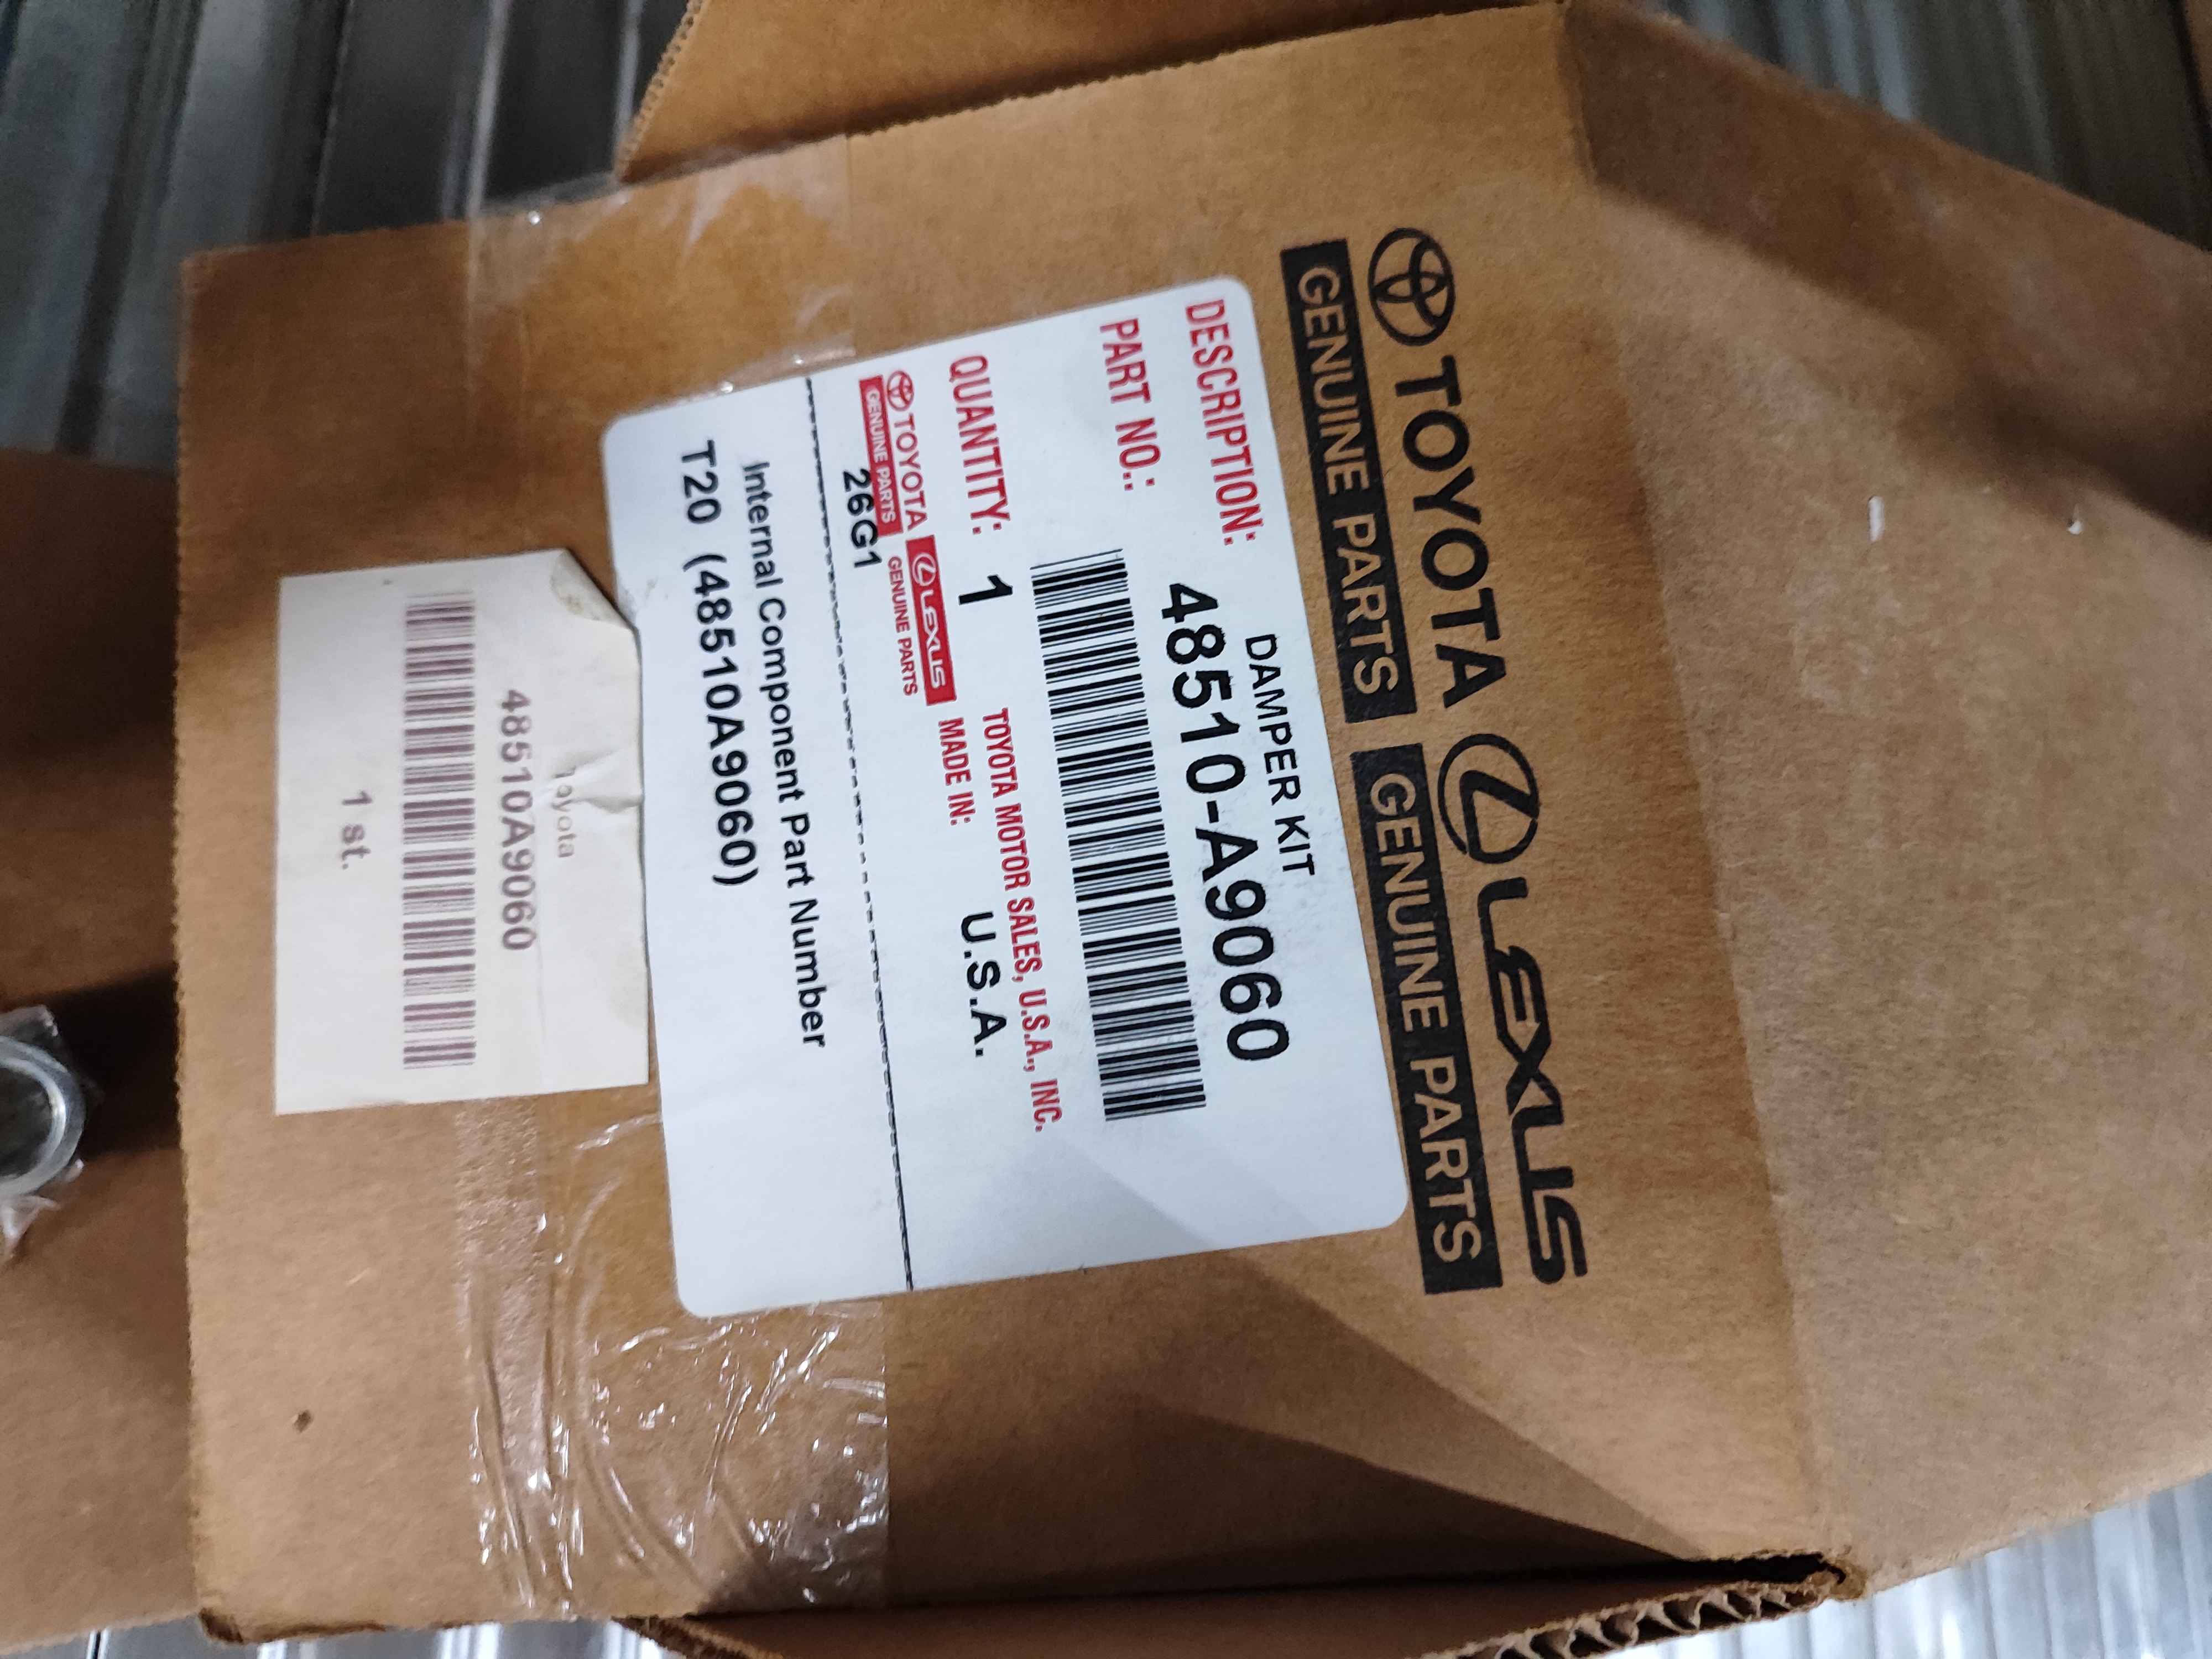 TOYOTA LEXUS
GENUINE PARTS GENUINE PARTS
DESCRIPTION: DAMPER KIT
PART NO.: 48510-A9060
QUANTITY: 1
TOYOTA MOTOR SALES, U.S.A., INC.
MADE IN: U.S.A.
TOYOTA LEXUS
GENUINE PARTS GENUINE PARTS
26G1
Internal Component Part Number
T20 (48510A9060)
Toyota
48510A9060
1 st.